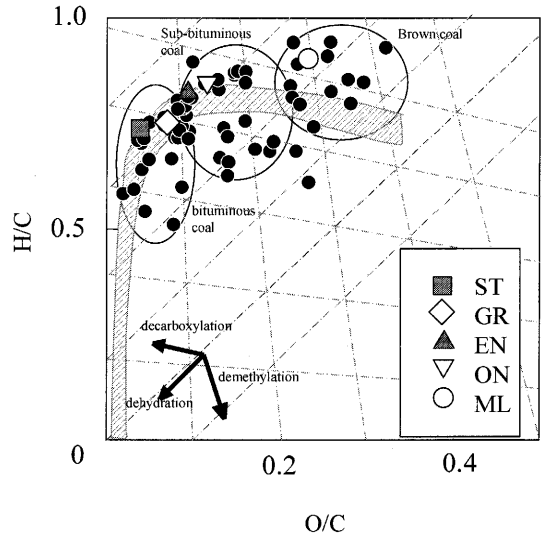 1.0
Sub-bituminous
coal
Brown coal
H/C
0.5
bituminous
coal
ST
GR
EN
ON
ML
decarboxylation
demethylation
dehydration
0
0.2
0.4
O/C